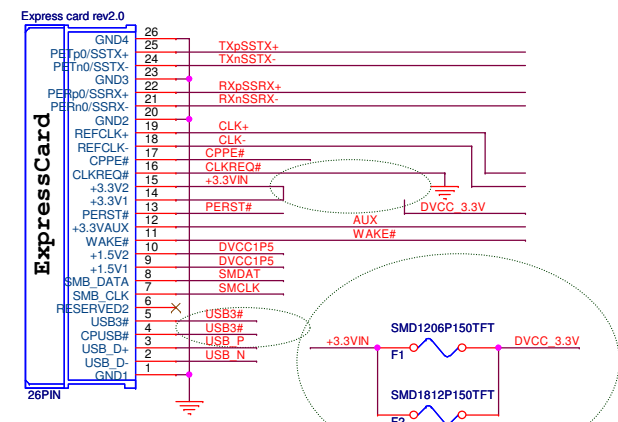 Express card rev2.0
ExpressCard
GND4 26
PETp0/SSTX+ 25 TXpSSTX+
PETn0/SSTX- 24 TXnSSTX-
GND3 23
PERp0/SSRX+ 22 RXpSSRX+
PERn0/SSRX- 21 RXnSSRX-
GND2 20
REFCLK+ 19 CLK+
REFCLK- 18 CLK-
CPPE# 17 CPPE#
CLKREQ# 16 CLKREQ#
+3.3V2 15 +3.3VIN
+3.3V1 14
PERST# 13 PERST# DVCC_3.3V
+3.3VAUX 12 AUX
WAKE# 11 WAKE#
+1.5V2 10 DVCC1P5
+1.5V1 9 DVCC1P5
SMB_DATA 8 SMDAT
SMB_CLK 7 SMCLK
RESERVED2 6
USB3# 5 USB3#
CPUSB# 4 USB3#
USB_D+ 3 USB_P
USB_D- 2 USB_N
GND1 1
26PIN
SMD1206P150TFT
+3.3VIN DVCC_3.3V
F1
SMD1812P150TFT
F2